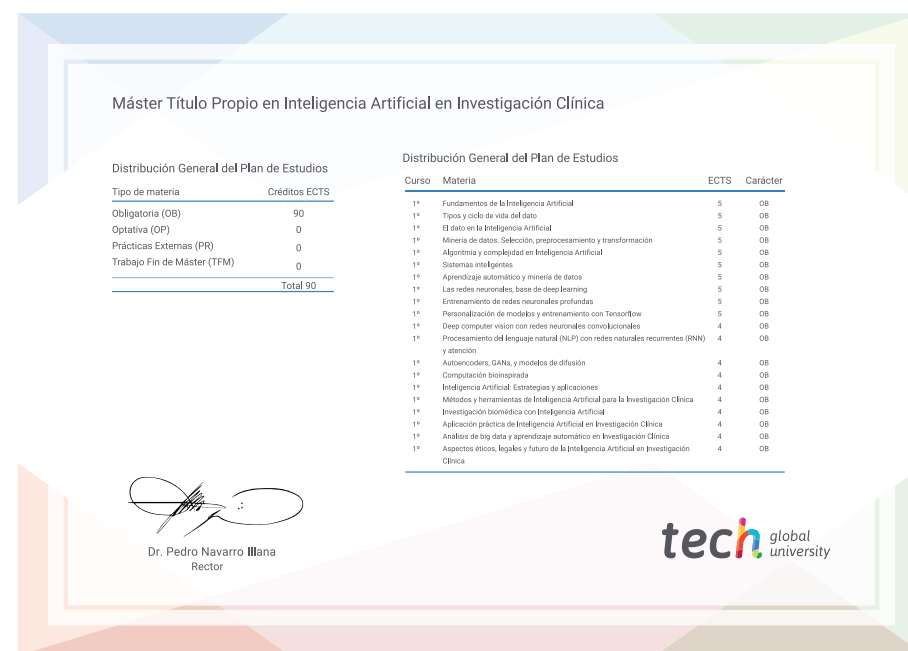 Máster Título Propio en Inteligencia Artificial en Investigación Clínica
Distribución General del Plan de Estudios
Tipo de materia Créditos ECTS
Obligatoria (OB) 90
Optativa (OP) 0
Prácticas Externas (PR) 0
Trabajo Fin de Máster (TFM) 0
Total 90
Distribución General del Plan de Estudios
Curso Materia ECTS Carácter
1º Fundamentos de la Inteligencia Artificial 5 OB
1º Tipos y ciclo de vida del dato 5 OB
1º El dato en la Inteligencia Artificial 5 OB
1º Minería de datos. Selección, preprocesamiento y transformación 5 OB
1º Algoritmia y complejidad en Inteligencia Artificial 5 OB
1º Sistemas inteligentes 5 OB
1º Aprendizaje automático y minería de datos 5 OB
1º Las redes neuronales, base de deep learning 5 OB
1º Entrenamiento de redes neuronales profundas 5 OB
1º Personalización de modelos y entrenamiento con Tensorflow 5 OB
1º Deep computer vision con redes neuronales convolucionales 4 OB
1º Procesamiento del lenguaje natural (NLP) con redes naturales recurrentes (RNN) 4 OB
y atención
1º Autoencoders, GANs, y modelos de difusión 4 OB
1º Computación bioinspirada 4 OB
1º Inteligencia Artificial: Estrategias y aplicaciones 4 OB
1º Métodos y herramientas de Inteligencia Artificial para la Investigación Clínica 4 OB
1º Investigación biomédica con Inteligencia Artificial 4 OB
1º Aplicación práctica de Inteligencia Artificial en Investigación Clínica 4 OB
1º Análisis de big data y aprendizaje automático en Investigación Clínica 4 OB
1º Aspectos éticos, legales y futuro de la Inteligencia Artificial en Investigación 4 OB
Clínica
Dr. Pedro Navarro Illana
Rector
tech global
university